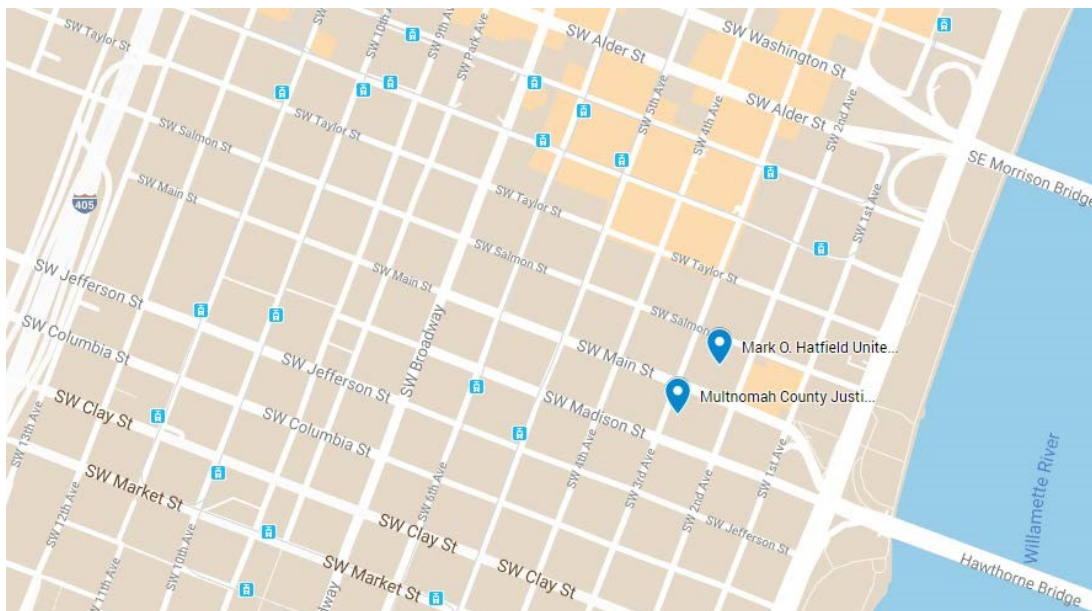 SW Taylor St
SW 10th Ave
SW 9th Ave
SW Park Ave
SW Alder St
SW Washington St
SW Salmon St
SW Taylor St
SW 5th Ave
SW 4th Ave
SW Alder St
SW 2nd Ave
SE Morrison Bridge
SW Main St
405
SW Taylor St
SW 1st Ave
SW Salmon St
SW Taylor St
SW Jefferson St
SW Main St
SW Salmon
SW Columbia St
SW Broadway
SW Main St
Mark O. Hatfield Unite...
SW Jefferson St
Multnomah County Justi...
SW Clay St
SW Columbia St
SW Madison St
SW 13th Ave
SW Market St
SW 6th Ave
SW 4th Ave
SW 3rd Ave
SW 2nd Ave
SW 1st Ave
SW 12th Ave
SW 10th Ave
SW Clay St
SW Jefferson St
Willamette River
SW 11th Ave
SW Market St
SW Clay St
Hawthorne Bridge